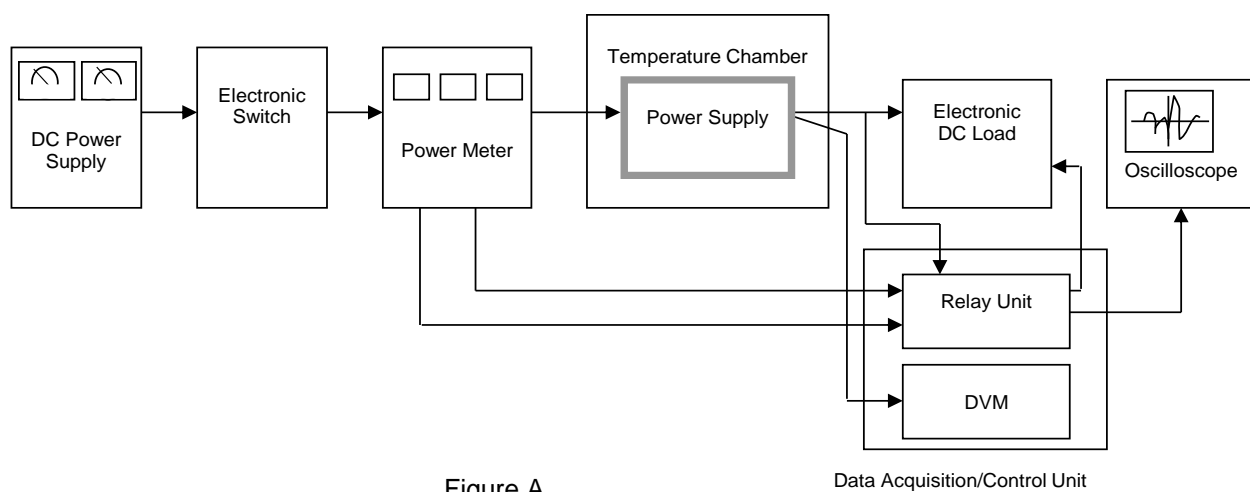 Temperature Chamber
DC Power
Supply
Electronic
Switch
Power Meter
Power Supply
Electronic
DC Load
Oscilloscope
Relay Unit
DVM
Figure A
Data Acquisition/Control Unit